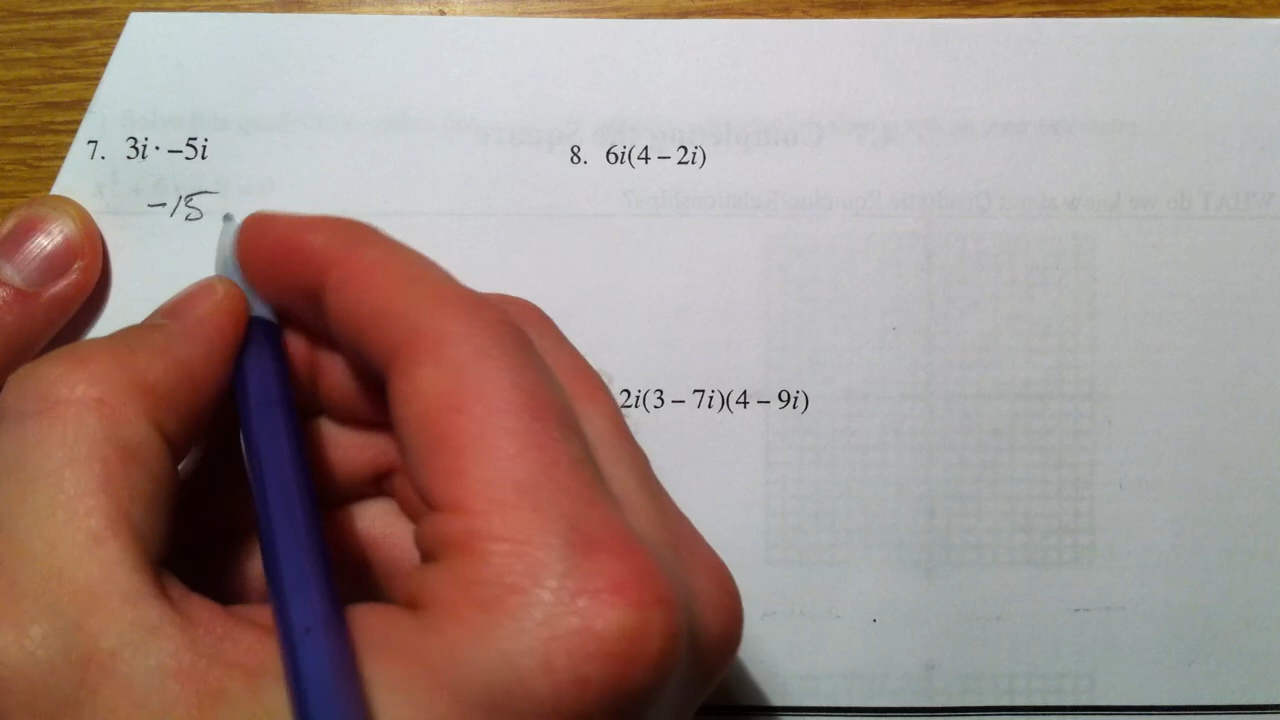 7. 3i · –5i
8. 6i(4 – 2i)
-15
2i(3 – 7i)(4 – 9i)